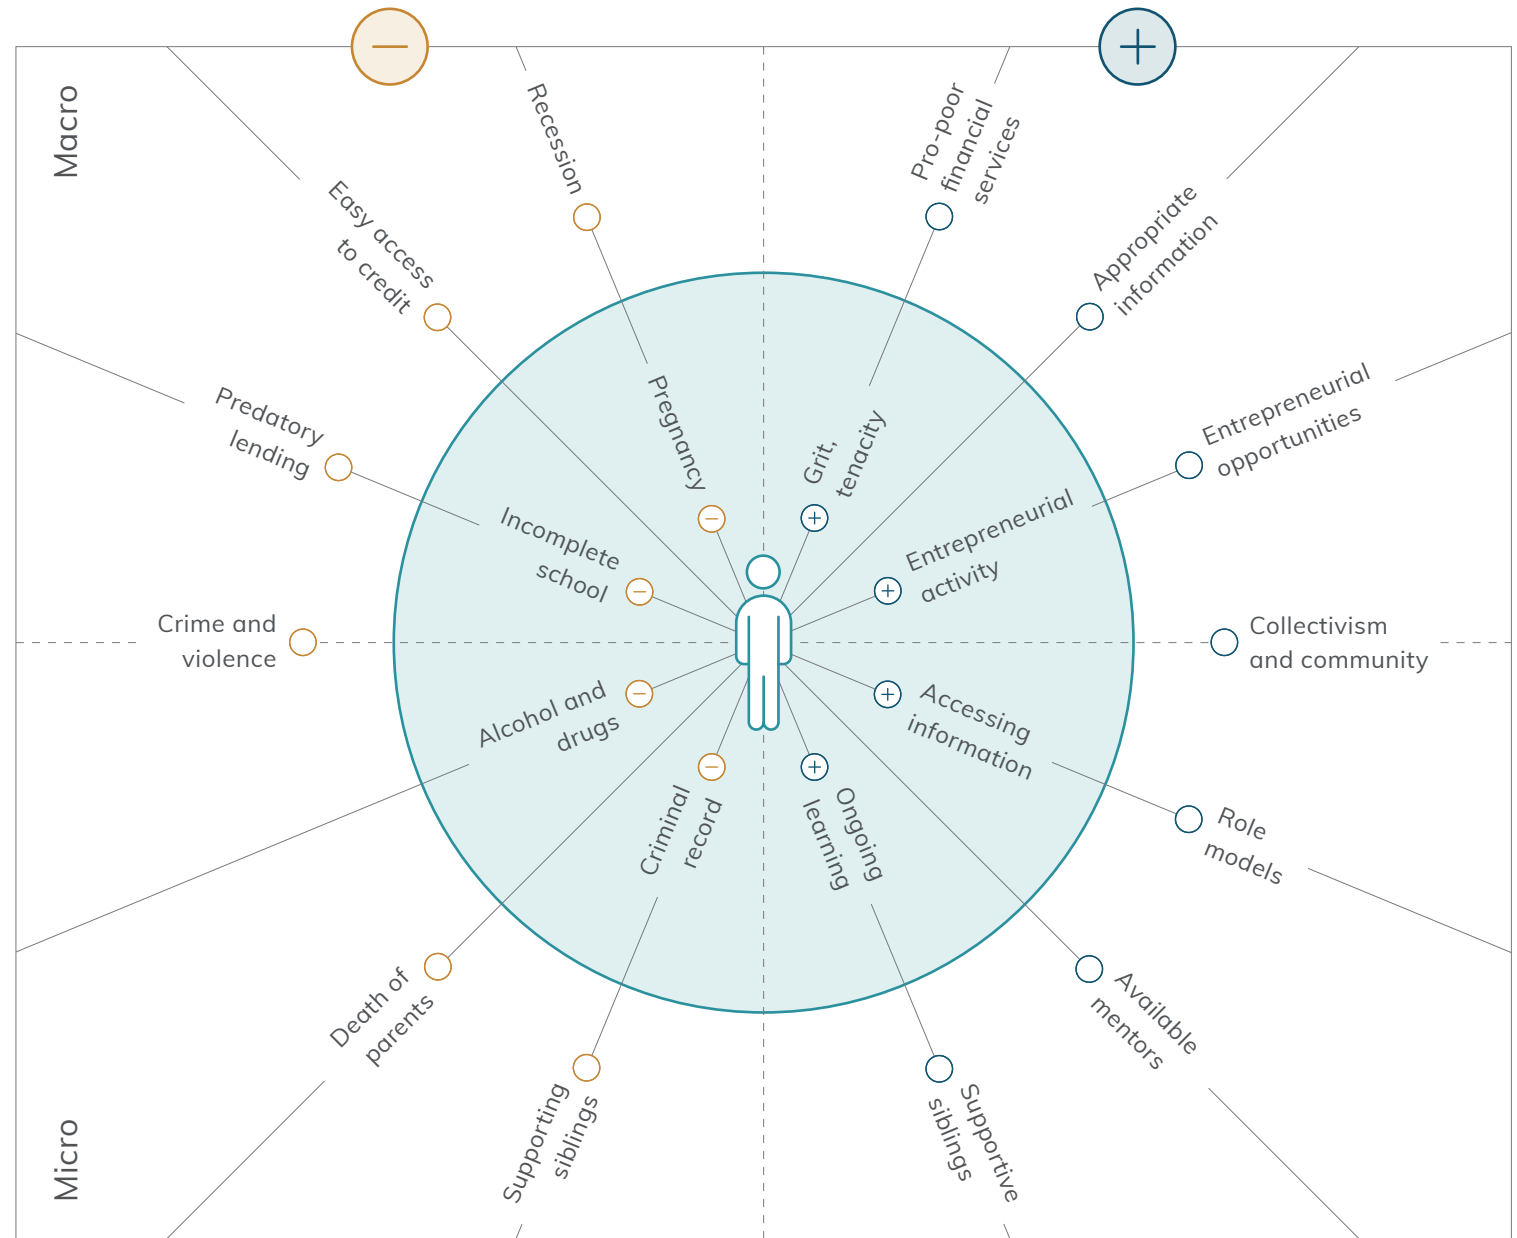 Macro
Recession
Easy access
to credit
Predatory
lending
Crime and
violence
Pregnancy
Incomplete
school
Alcohol and
drugs
Criminal
record
Death of
parents
Supporting
siblings
Micro
Pro-poor
financial
services
Appropriate
information
Entrepreneurial
opportunities
Grit,
tenacity
Entrepreneurial
activity
Collectivism
and community
Accessing
information
Ongoing
learning
Role
models
Available
mentors
Supportive
siblings